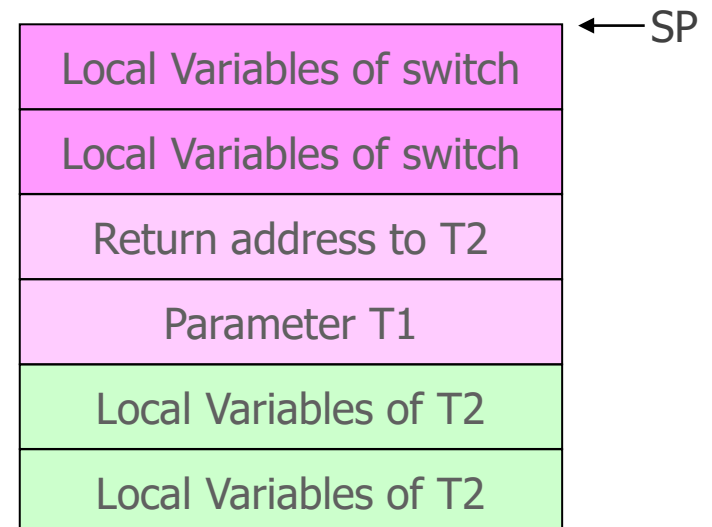 SP
Local Variables of switch
Local Variables of switch
Return address to T2
Parameter T1
Local Variables of T2
Local Variables of T2